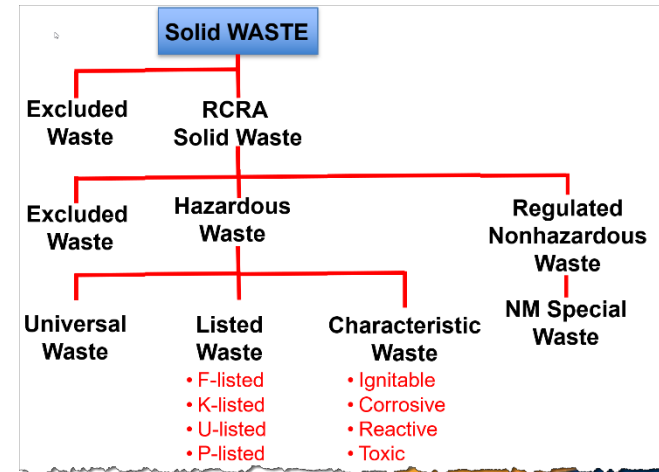 Solid WASTE
Excluded
Waste
RCRA
Solid Waste
Excluded
Waste
Hazardous
Waste
Regulated
Nonhazardous
Waste
Universal
Waste
Listed
Waste
• F-listed
• K-listed
• U-listed
• P-listed
Characteristic
Waste
• Ignitable
• Corrosive
• Reactive
• Toxic
NM Special
Waste